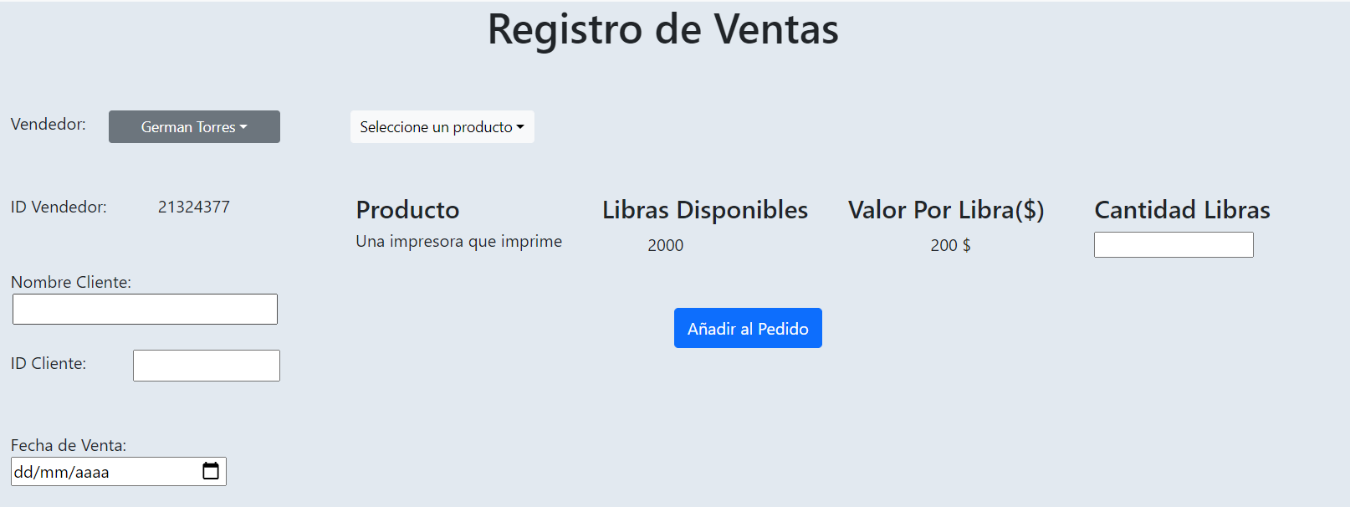 Registro de Ventas
Vendedor:
German Torres
Seleccione un producto
ID Vendedor:
21324377
Producto
Libras Disponibles
Valor Por Libra($)
Cantidad Libras
Una impresora que imprime
2000
200 $
Nombre Cliente:
Añadir al Pedido
ID Cliente:
Fecha de Venta:
dd/mm/aaaa